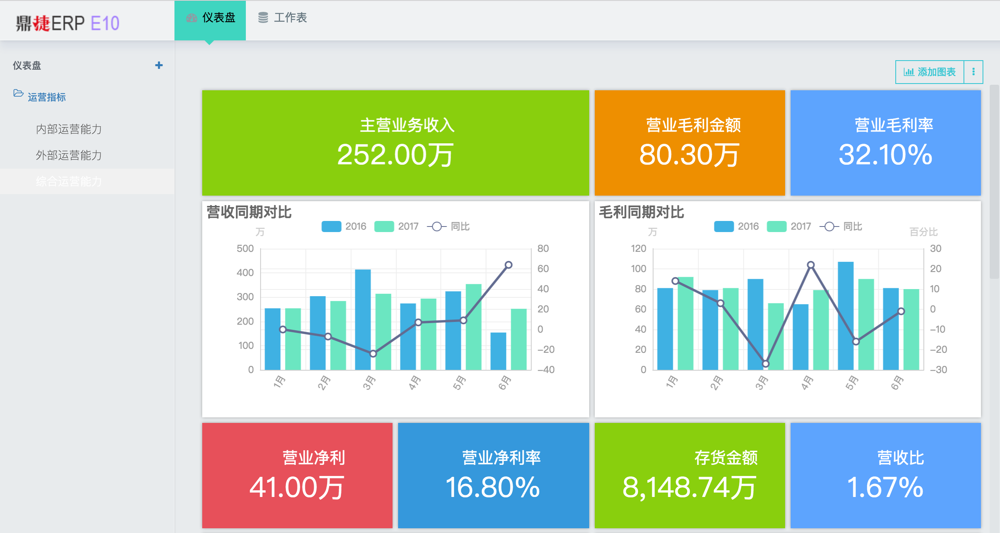 鼎捷ERP E10
仪表盘
工作表
仪表盘
运营指标
内部运营能力
外部运营能力
综合运营能力
添加图表
主营业务收入
252.00万
营业毛利金额
80.30万
营业毛利率
32.10%
营收同期对比
2016 2017 同比
万
500
400
300
200
100
0
80
60
40
20
0
-20
-40
1月 2月 3月 4月 5月 6月
毛利同期对比
2016 2017 同比
万
百分比
120
100
80
60
40
20
0
30
20
10
0
-10
-20
-30
1月 2月 3月 4月 5月 6月
营业净利
41.00万
营业净利率
16.80%
存货金额
8,148.74万
营收比
1.67%